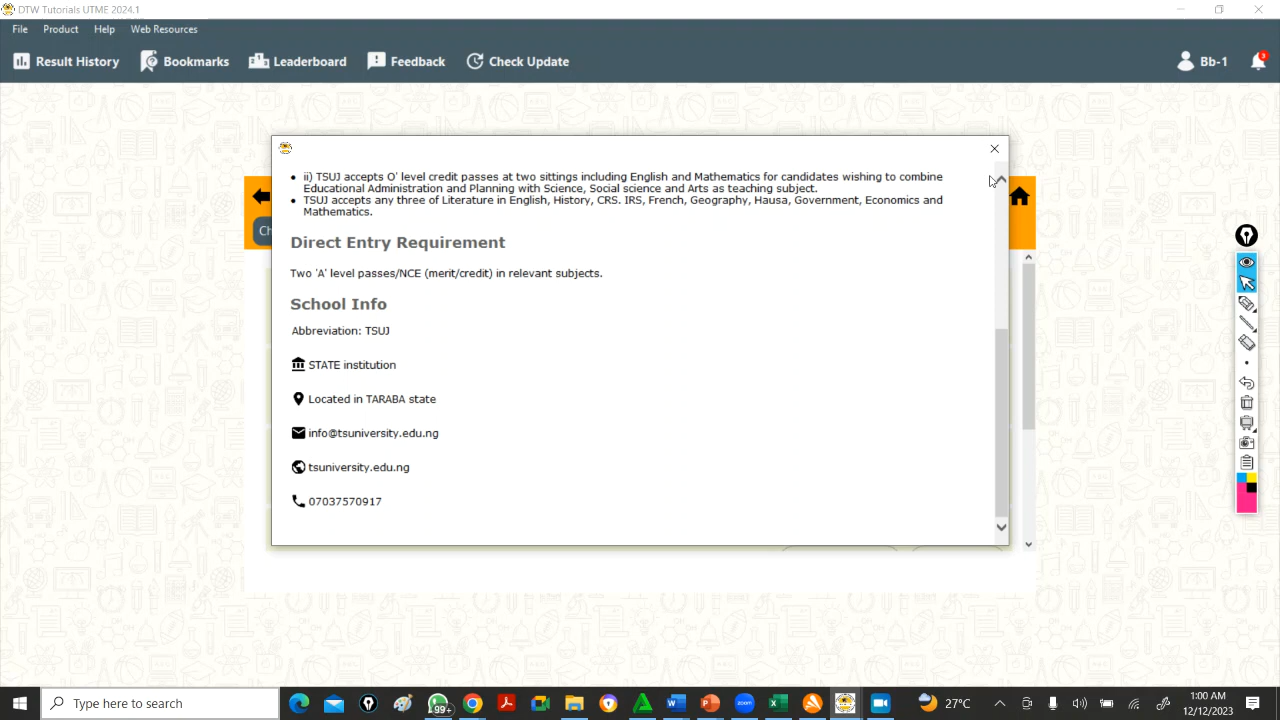 DTW Tutorials UTME 2024.1
File Product Help Web Resources
Result History Bookmarks Leaderboard Feedback Check Update Bb-1 3
ii) TSUJ accepts O' level credit passes at two sittings including English and Mathematics for candidates wishing to combine
Educational Administration and Planning with Science, Social science and Arts as teaching subject.
TSUJ accepts any three of Literature in English, History, CRS. IRS, French, Geography, Hausa, Government, Economics and
Mathematics.
Ch
Direct Entry Requirement
Two 'A' level passes/NCE (merit/credit) in relevant subjects.
School Info
Abbreviation: TSUJ
STATE institution
Located in TARABA state
info@tsuniversity.edu.ng
tsuniversity.edu.ng
07037570917
Type here to search
99+
27°C
1:00 AM
12/12/2023